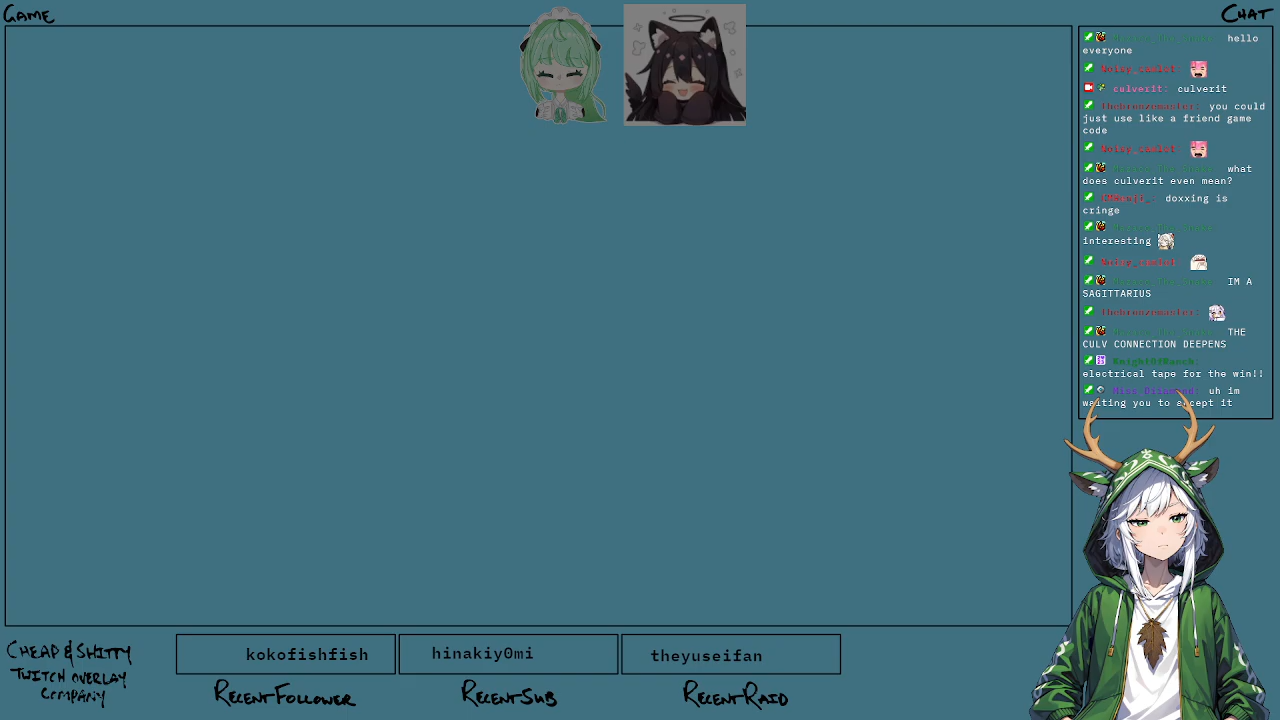 GAME
CHAT
hello
everyone
Noisy_caulot:
culverit: culverit
Thebronzemaster: you could
just use like a friend game
code
Noisy_caulot:
what
does culverit even mean?
doxxing is
cringe
interesting
IM A
SAGITTARIUS
Thebronzemaster:
THE
CULV CONNECTION DEEPENS
KnightOfRanch:
electrical tape for the win!!
uh im
waiting you to accept it
CHEAP & SHITTY
TWITCH OVERLAY
COMPANY
kokofishfish
hinakiy0mi
theyuseifan
RECENT FOLLOWER
RECENT SUB
RECENT RAID